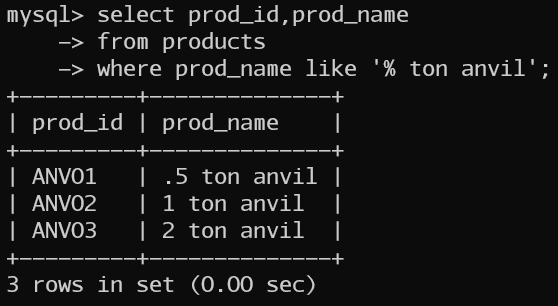 mysql> select prod_id,prod_name
    -> from products
    -> where prod_name like '% ton anvil';
+---------+--------------+
| prod_id | prod_name    |
+---------+--------------+
| ANV01   | .5 ton anvil |
| ANV02   | 1 ton anvil  |
| ANV03   | 2 ton anvil  |
+---------+--------------+
3 rows in set (0.00 sec)